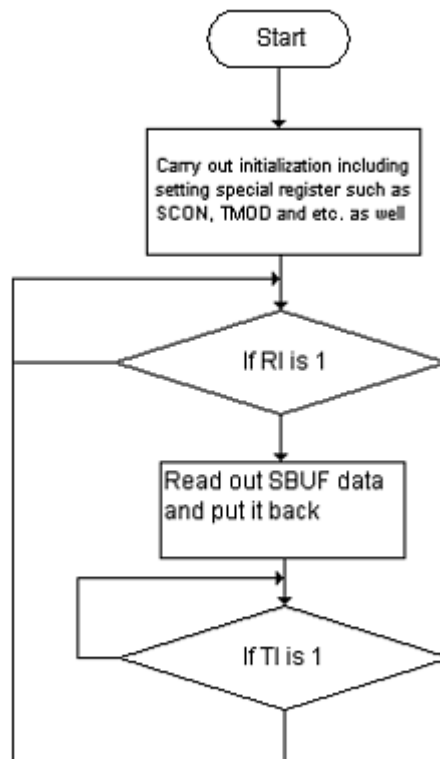 Start
Carry out initialization including
setting special register such as
SCON, TMOD and etc. as well
If RI is 1
Read out SBUF data
and put it back
If TI is 1